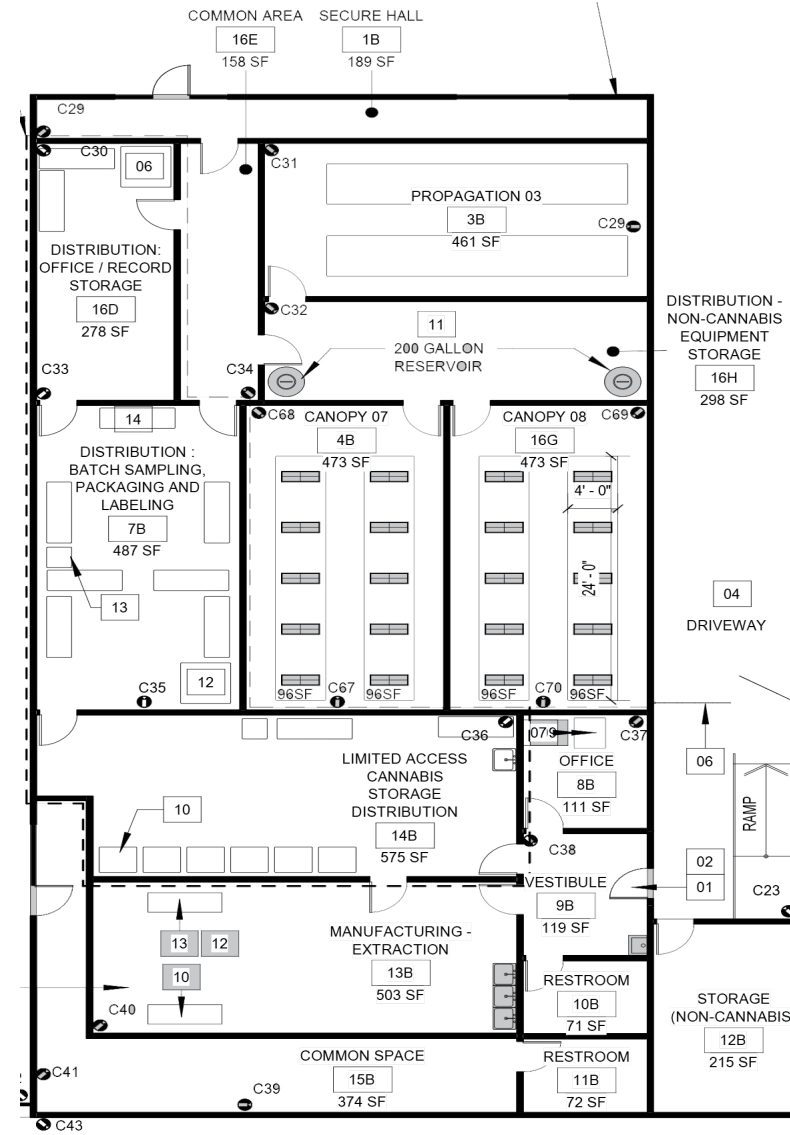 COMMON AREA
16E
158 SF
SECURE HALL
1B
189 SF
C29
C30
06
C31
PROPAGATION 03
3B
461 SF
C29
DISTRIBUTION:
OFFICE / RECORD
STORAGE
16D
278 SF
C32
11
200 GALLON
RESERVOIR
DISTRIBUTION -
NON-CANNABIS
EQUIPMENT
STORAGE
16H
298 SF
C33
C34
C68
CANOPY 07
4B
473 SF
CANOPY 08
16G
473 SF
C69
14
DISTRIBUTION :
BATCH SAMPLING,
PACKAGING AND
LABELING
7B
487 SF
4' - 0"
24' - 0"
13
04
DRIVEWAY
C35
12
96SF
C67
96SF
96SF
C70
96SF
C36
079
C37
OFFICE
8B
111 SF
06
LIMITED ACCESS
CANNABIS
STORAGE
DISTRIBUTION
14B
575 SF
10
RAMP
C38
02
01
C23
VESTIBULE
9B
119 SF
13
12
10
MANUFACTURING -
EXTRACTION
13B
503 SF
C40
RESTROOM
10B
71 SF
STORAGE
(NON-CANNABIS
12B
215 SF
COMMON SPACE
15B
374 SF
RESTROOM
11B
72 SF
C41
C39
C43